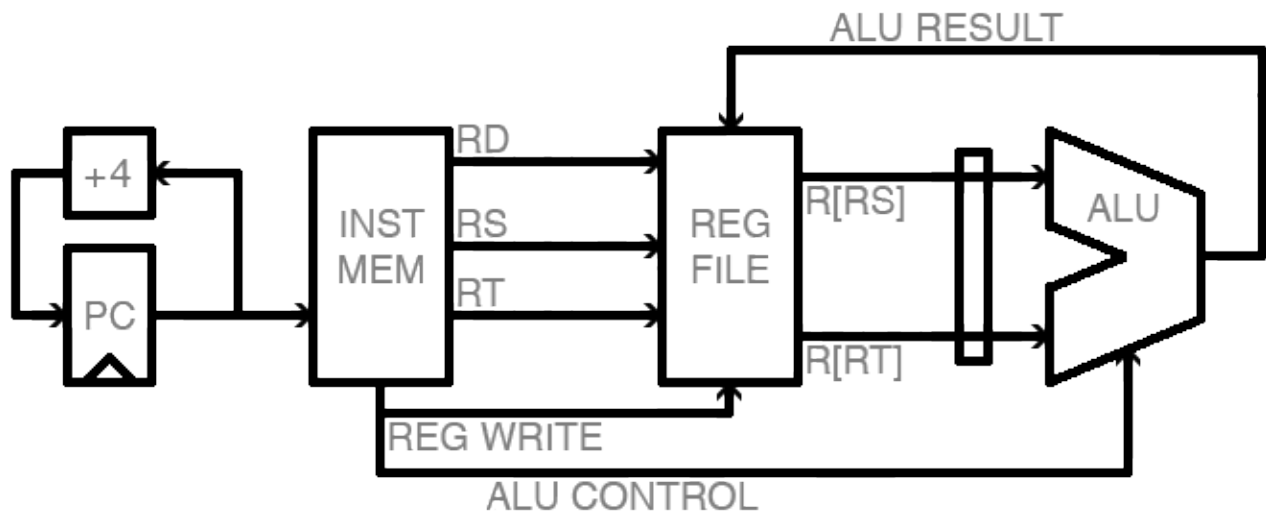 ALU RESULT
+4
PC
INST
MEM
RD
RS
RT
REG
FILE
R[RS]
R[RT]
ALU
REG WRITE
ALU CONTROL